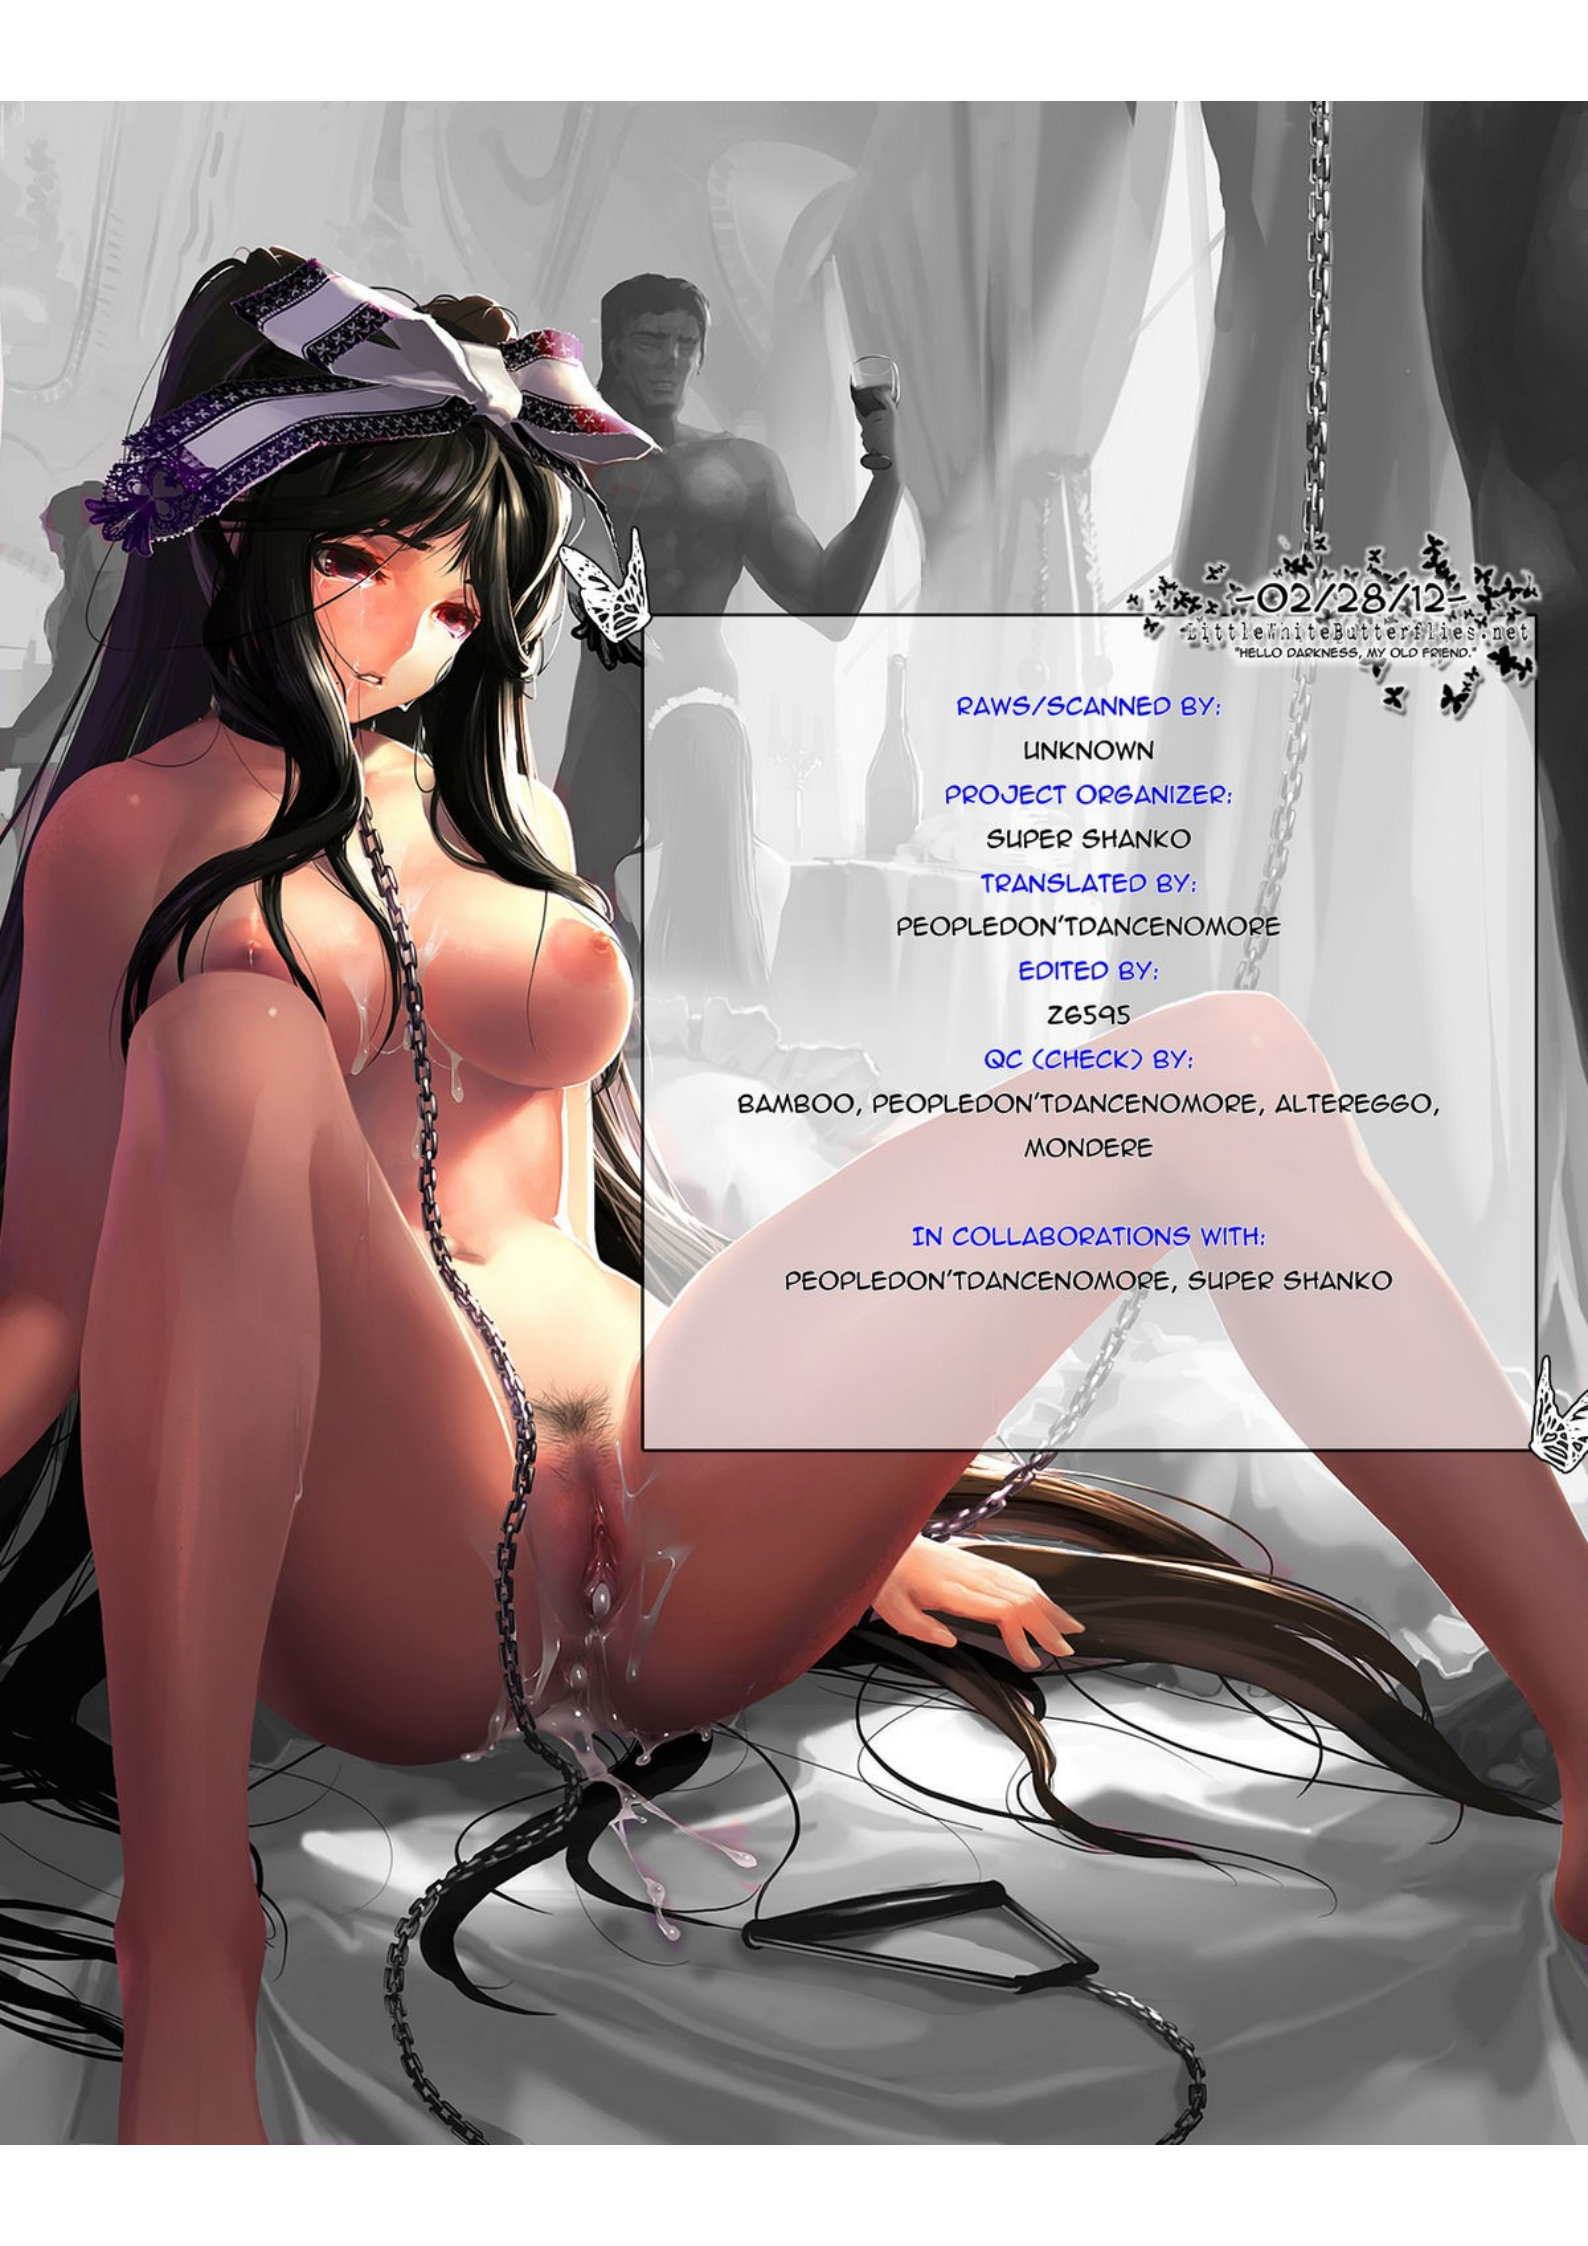 -02/28/12-
LittleWhiteButterflies.net
"HELLO DARKNESS, MY OLD FRIEND."
RAWS/SCANNED BY:
UNKNOWN
PROJECT ORGANIZER:
SUPER SHANKO
TRANSLATED BY:
PEOPLEDON'TDANCENOMORE
EDITED BY:
Z6595
QC (CHECK) BY:
BAMBOO, PEOPLEDON'TDANCENOMORE, ALTEREGGO,
MONDERE
IN COLLABORATIONS WITH:
PEOPLEDON'TDANCENOMORE, SUPER SHANKO